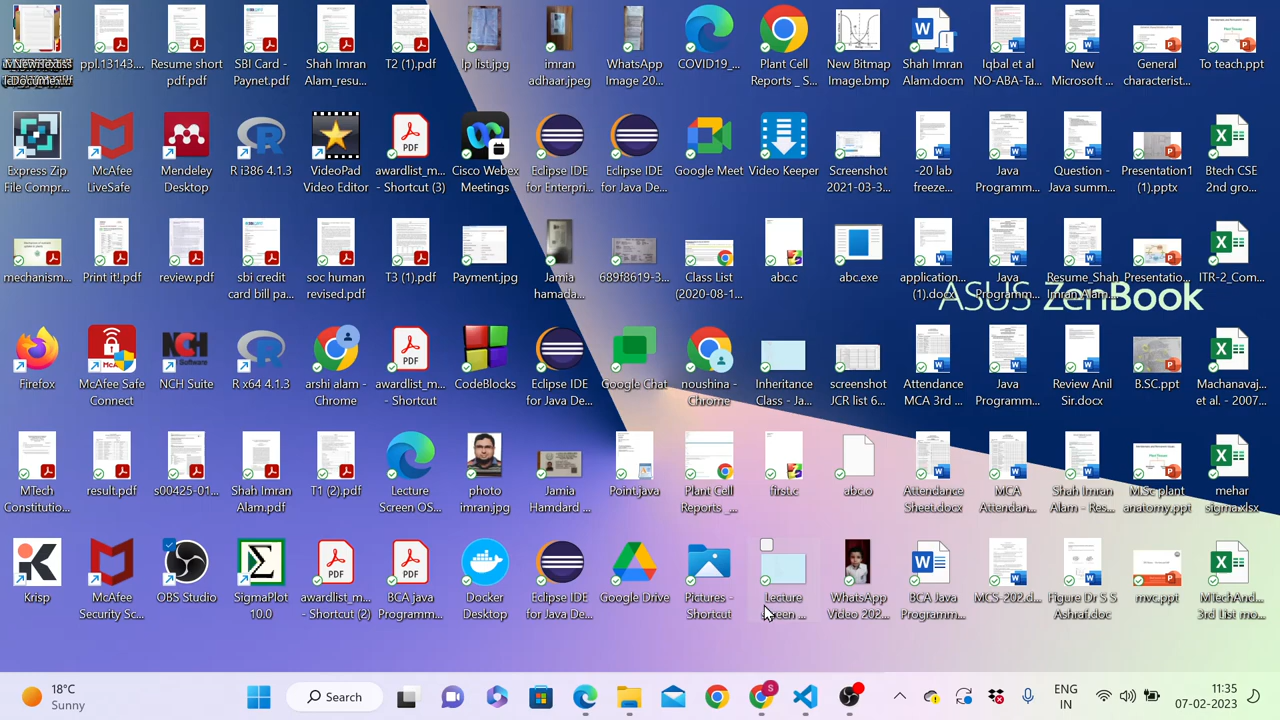 ppl.13143....
Resume short
pdf.pdf
SBI Card -
Paynet.pdf
Shah Imran
Alam_resu...
T2 (1).pdf
list.jpg
imran.jpeg
WhatsApp
Image 20...
COVID19_...
Plant Cell
Reports _ S...
New Bitmap
Image.bmp
Shah Imran
Alam.docm
Iqbal et al
NO-ABA-Ta...
New
Microsoft ...
General
characterist...
To teach.ppt
Express Zip
File Compr...
McAfee
LiveSafe
Mendeley
Desktop
R i386 4.1.3
VideoPad
Video Editor
awardlist_m...
- Shortcut (3)
Cisco Webex
Meetings
Eclipse IDE
for Enterpri...
Eclipse IDE
for Java De...
Google Meet
Video Keeper
Screenshot
2021-03-3...
-20 lab
freeze...
Java
Programm...
Question -
Java summ...
Presentation1
(1).pptx
Btech CSE
2nd gro...
mechanism...
Print-tt.pdf
review.pdf
sbi credit
card bill pa...
soc.human
revised.pdf
T3 (1).pdf
Payment.jpg
Jamia
hamada...
68918619-3...
Class List
(2020-08-1...
abc.c
abc.exe
application...
(1).docx
Java
Programm...
Resume_Shah
Imran Alam...
Presentatio...
ITR-2_Com...
ASUS ZenBook
Firefox
McAfee Safe
Connect
NCH Suite
R x64 4.1.3
shi alam -
Chrome
awardlist_m...
- Shortcut
CodeBlocks
Eclipse IDE
for Java De...
Google Chat
noushina -
Chrome
Inheritance
Class - Ja...
screenshot
JCR list 6...
Attendance
MCA 3rd ...
Java
Programm...
Review Anil
Sir.docx
B.SC.ppt
Machanavaj...
et al. - 2007...
MTech
Constitutio...
result.pdf
s00425-01...
Shah Imran
Alam.pdf
T1 (2).pdf
Lecture
Screen OS...
photo
imran.jpg
Jamia
Hamdard ...
Point.java
Plant Cell
Reports _...
first.c
abc.o
Attendance
Sheet.docx
MCA
Attendan...
Shah Imran
Alam - Res...
M.Sc plant
anatomy.ppt
mehar
sigma.xlsx
Krisp
McAfee
Security Sc...
OBS Studio
SigmaPlot
10.0
awardlist_m...
- Shortcut (2)
BCA java
Programm...
Docker
Desktop
Eclipse IDE
for Java De...
Google Drive
Pictures -
Shortcut
Lecture
Screen ...
WhatsApp
Video 202...
BCA Java
Programm...
MCS-202.d...
Figure Dr S S
Ashraf.doc
mvc.ppt
MTechAnd...
3rd List mo...
18°C
Sunny
Search
ENG
IN
11:35
07-02-2023